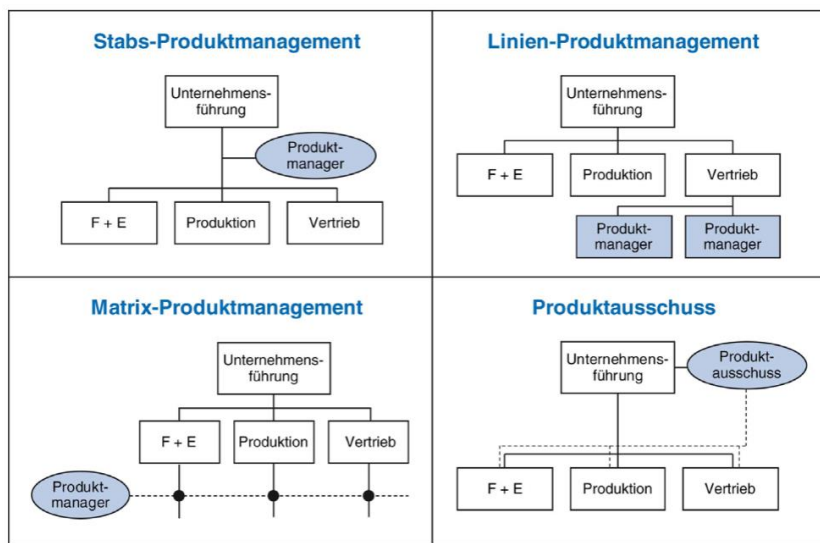 Stabs-Produktmanagement
Unternehmens-
führung
Produkt-
manager
F + E
Produktion
Vertrieb
Linien-Produktmanagement
Unternehmens-
führung
F + E
Produktion
Vertrieb
Produkt-
manager
Produkt-
manager
Matrix-Produktmanagement
Unternehmens-
führung
F + E
Produktion
Vertrieb
Produkt-
manager
Produktausschuss
Unternehmens-
führung
Produkt-
ausschuss
F + E
Produktion
Vertrieb